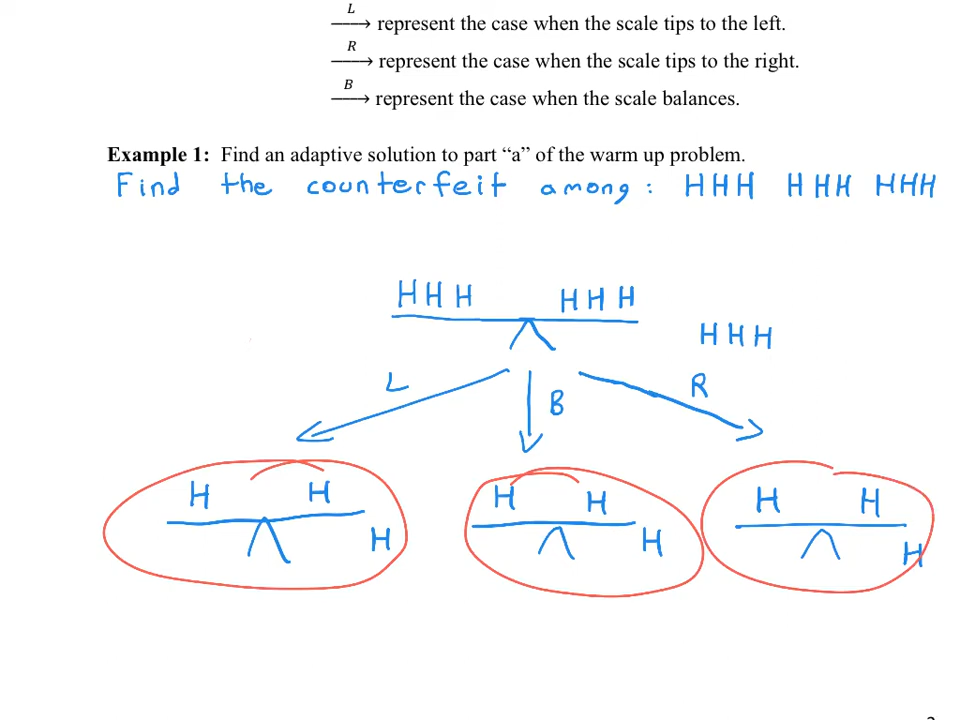 L
⟶ represent the case when the scale tips to the left.
R
⟶ represent the case when the scale tips to the right.
B
⟶ represent the case when the scale balances.
Example 1: Find an adaptive solution to part “a” of the warm up problem.
Find the counterfeit among: HHH HHH HHH
HHH HHH
HHH
L B R
H H H H H H
H H H